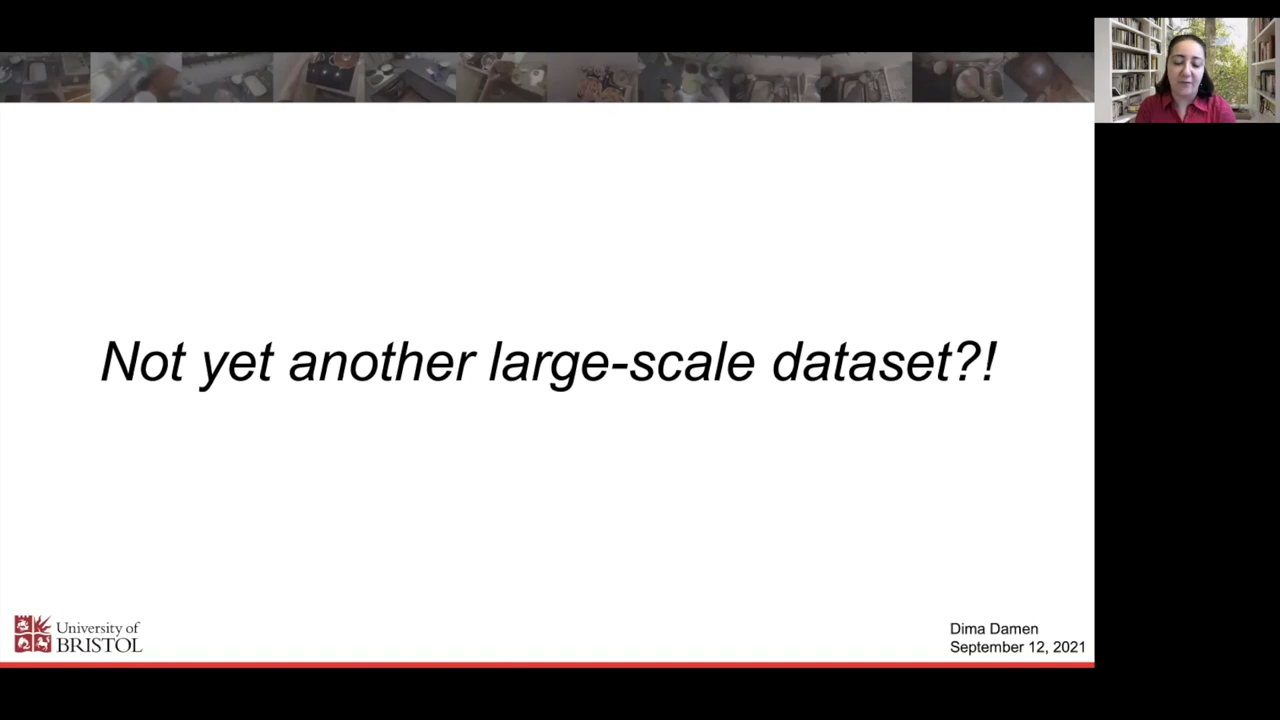 Not yet another large-scale dataset?!
University of
BRISTOL
Dima Damen
September 12, 2021